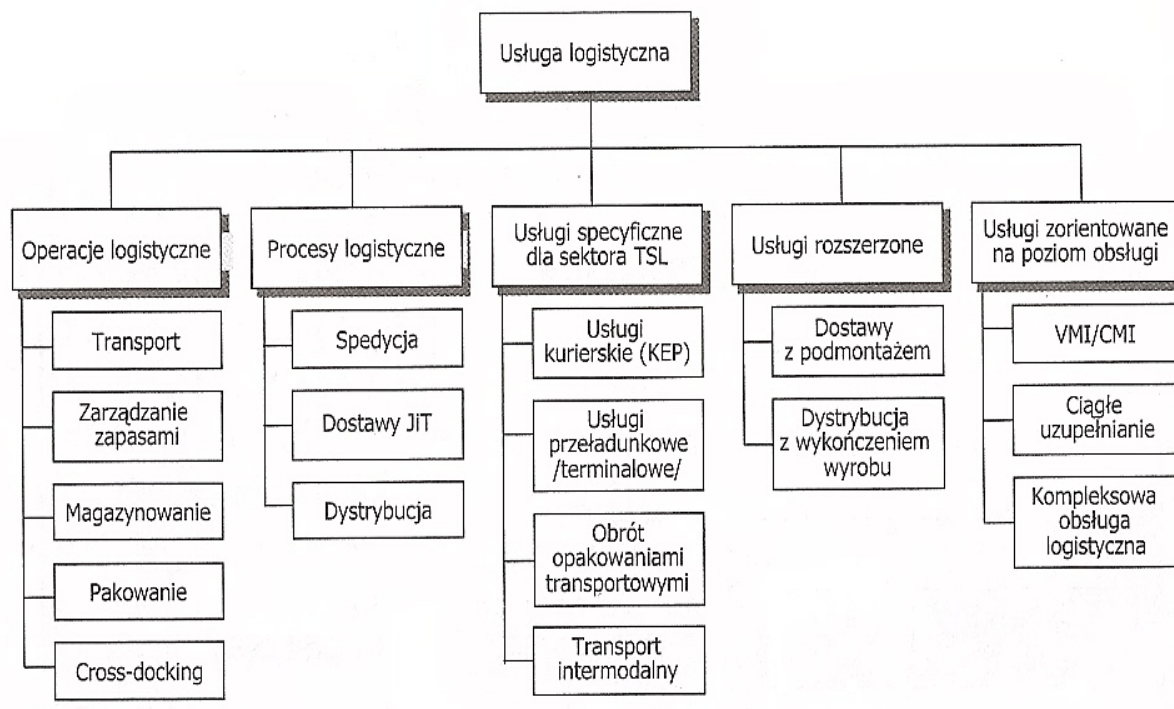 Usługa logistyczna
Operacje logistyczne
Transport
Zarządzanie
zapasami
Magazynowanie
Pakowanie
Cross-docking
Procesy logistyczne
Spedycja
Dostawy JiT
Dystrybucja
Usługi specyficzne
dla sektora TSL
Usługi
kurierskie (KEP)
Usługi
przeładunkowe
/terminalowe/
Obrót
opakowaniami
transportowymi
Transport
intermodalny
Usługi rozszerzone
Dostawy
z podmontażem
Dystrybucja
z wykończeniem
wyrobu
Usługi zorientowane
na poziom obsługi
VMI/CMI
Ciągłe
uzupełnianie
Kompleksowa
obsługa
logistyczna